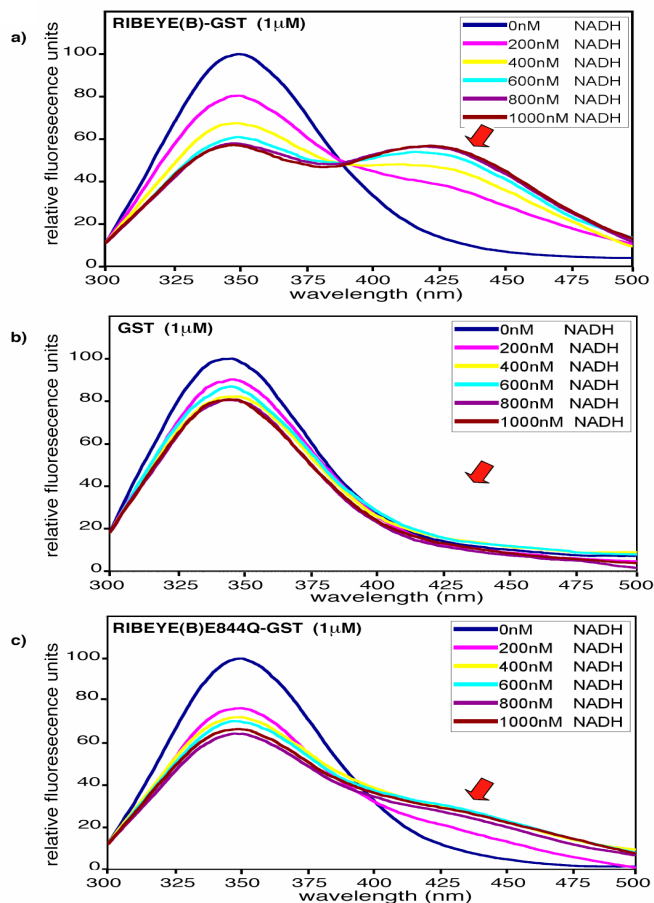 a)
RIBEYE(B)-GST (1µM)
relative fluoresecence units
120
100
80
60
40
20
0
300 325 350 375 400 425 450 475 500
wavelength (nm)
0nM NADH
200nM NADH
400nM NADH
600nM NADH
800nM NADH
1000nM NADH
b)
GST (1µM)
relative fluoresecence units
100
80
60
40
20
0
300 325 350 375 400 425 450 475 500
wavelength (nm)
0nM NADH
200nM NADH
400nM NADH
600nM NADH
800nM NADH
1000nM NADH
c)
RIBEYE(B)E844Q-GST (1µM)
relative fluoresecence units
100
80
60
40
20
0
300 325 350 375 400 425 450 475 500
wavelength (nm)
0nM NADH
200nM NADH
400nM NADH
600nM NADH
800nM NADH
1000nM NADH